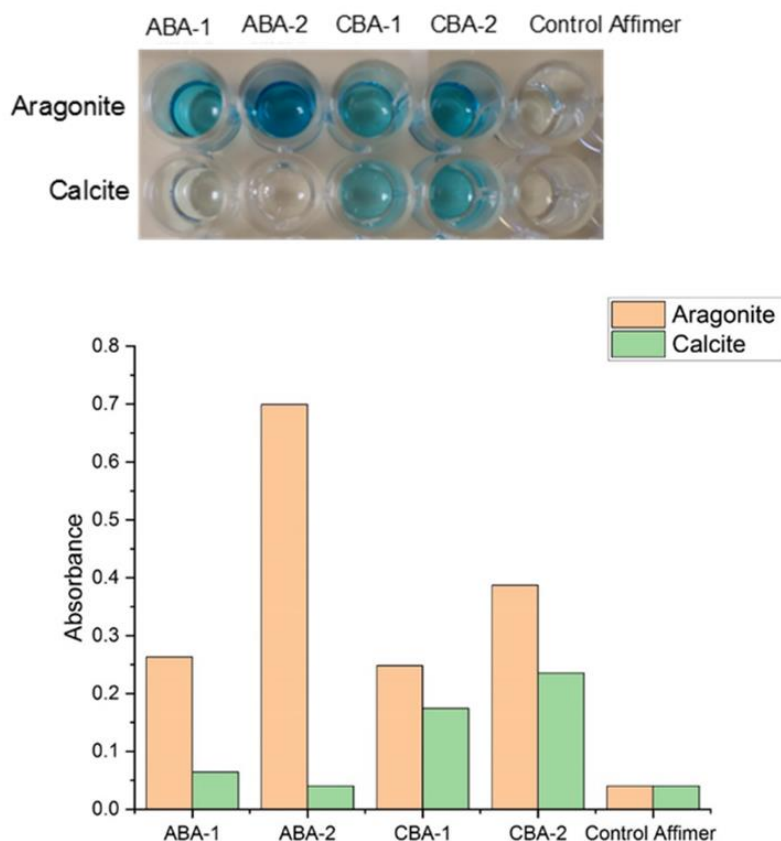 ABA-1 ABA-2 CBA-1 CBA-2 Control Affimer
Aragonite
Calcite
Aragonite
Calcite
0.8
0.7
0.6
0.5
0.4
0.3
0.2
0.1
0.0
Absorbance
ABA-1 ABA-2 CBA-1 CBA-2 Control Affimer